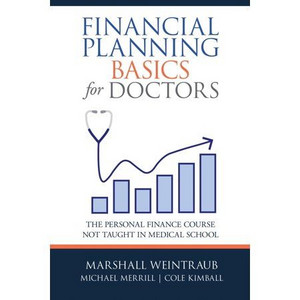 FINANCIAL
PLANNING
BASICS
for DOCTORS
THE PERSONAL FINANCE COURSE
NOT TAUGHT IN MEDICAL SCHOOL
MARSHALL WEINTRAUB
MICHAEL MERRILL | COLE KIMBALL